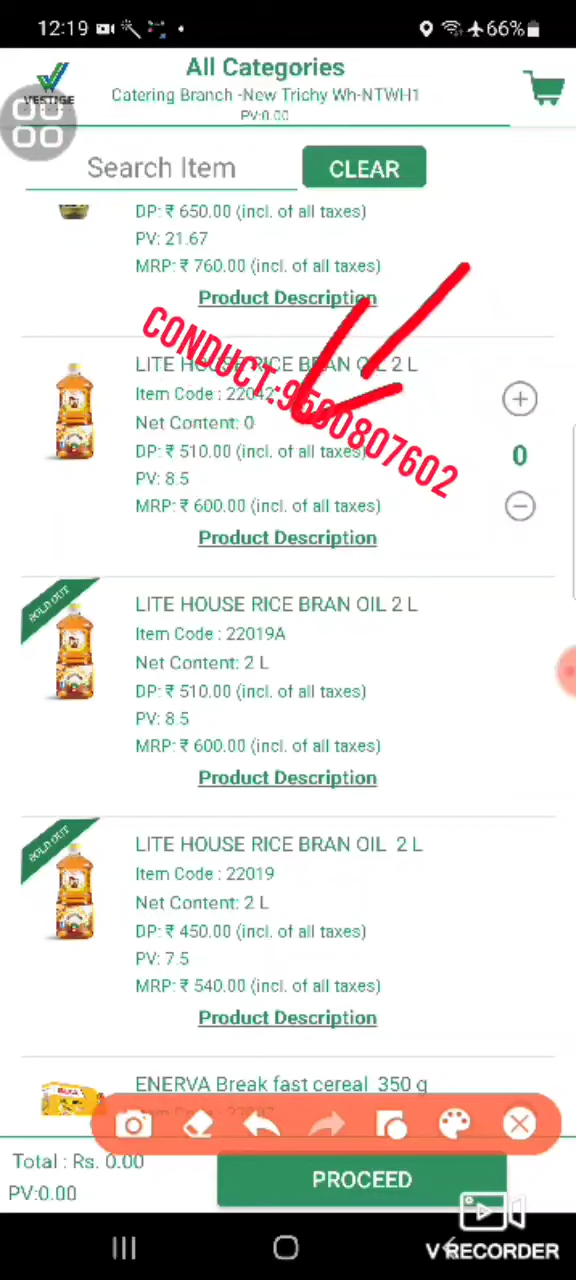 12:19
66%
VESTIGE
All Categories
Catering Branch -New Trichy Wh-NTWH1
PV:0.00
Search Item
CLEAR
DP: ₹ 650.00 (incl. of all taxes)
PV: 21.67
MRP: ₹ 760.00 (incl. of all taxes)
Product Description
CONDUCT:9500807602
LITE HOUSE RICE BRAN OIL 2 L
Item Code : 22042
Net Content: 0
DP: ₹ 510.00 (incl. of all taxes)
0
PV: 8.5
MRP: ₹ 600.00 (incl. of all taxes)
Product Description
SOLD OUT
LITE HOUSE RICE BRAN OIL 2 L
Item Code : 22019A
Net Content: 2 L
DP: ₹ 510.00 (incl. of all taxes)
PV: 8.5
MRP: ₹ 600.00 (incl. of all taxes)
Product Description
SOLD OUT
LITE HOUSE RICE BRAN OIL 2 L
Item Code : 22019
Net Content: 2 L
DP: ₹ 450.00 (incl. of all taxes)
PV: 7.5
MRP: ₹ 540.00 (incl. of all taxes)
Product Description
ENERVA Break fast cereal 350 g
Total : Rs. 0.00
PV:0.00
PROCEED
V RECORDER